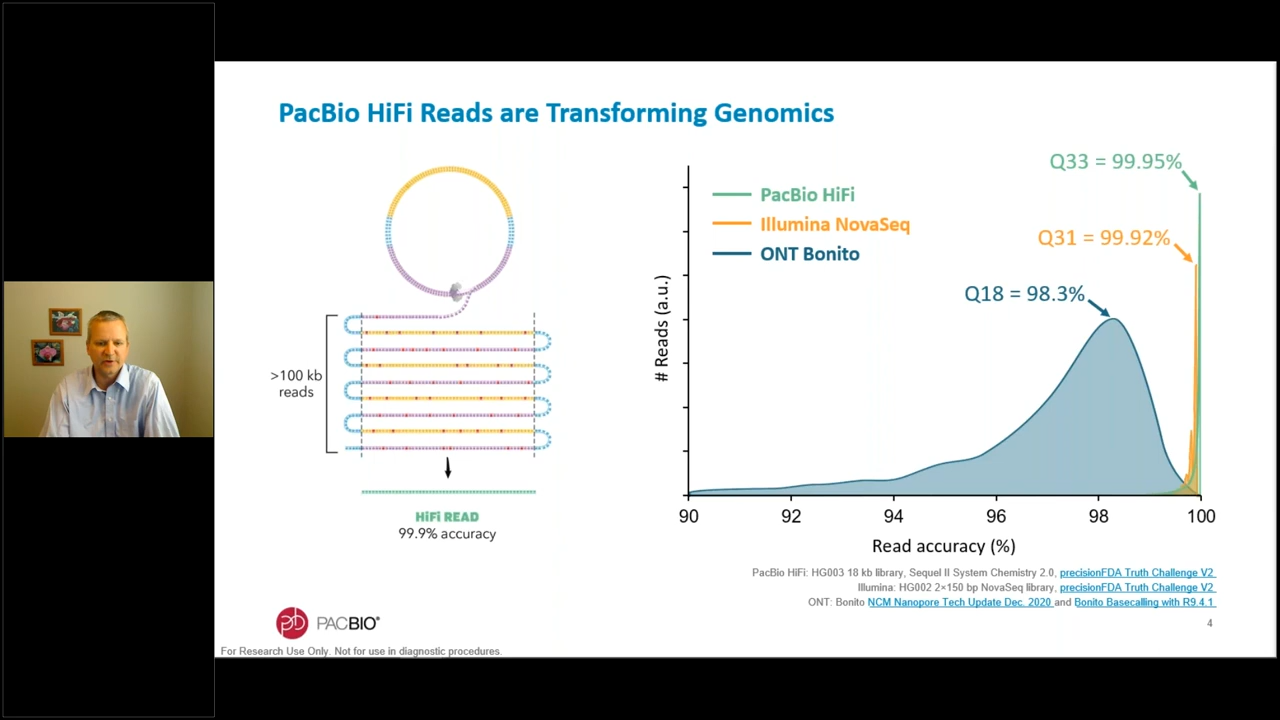 PacBio HiFi Reads are Transforming Genomics
>100 kb
reads
HiFi READ
99.9% accuracy
Q33 = 99.95%
PacBio HiFi
Illumina NovaSeq
ONT Bonito
Q31 = 99.92%
Q18 = 98.3%
# Reads (a.u.)
90 92 94 96 98 100
Read accuracy (%)
PacBio HiFi: HG003 18 kb library, Sequel II System Chemistry 2.0, precisionFDA Truth Challenge V2
Illumina: HG002 2×150 bp NovaSeq library, precisionFDA Truth Challenge V2
ONT: Bonito NCM Nanopore Tech Update Dec. 2020 and Bonito Basecalling with R9.4.1
pb PACBIO®
4
For Research Use Only. Not for use in diagnostic procedures.